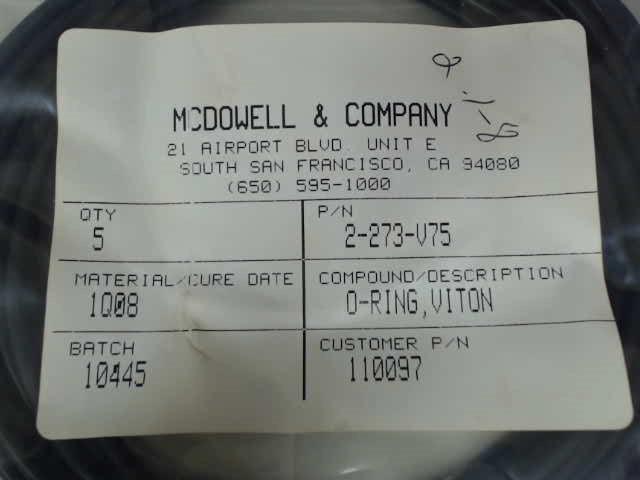 MCDOWELL & COMPANY
21 AIRPORT BLVD. UNIT E
SOUTH SAN FRANCISCO, CA 94080
(650) 595-1000
QTY
5
P/N
2-273-V75
MATERIAL/CURE DATE
1Q08
COMPOUND/DESCRIPTION
O-RING,VITON
BATCH
10445
CUSTOMER P/N
110097